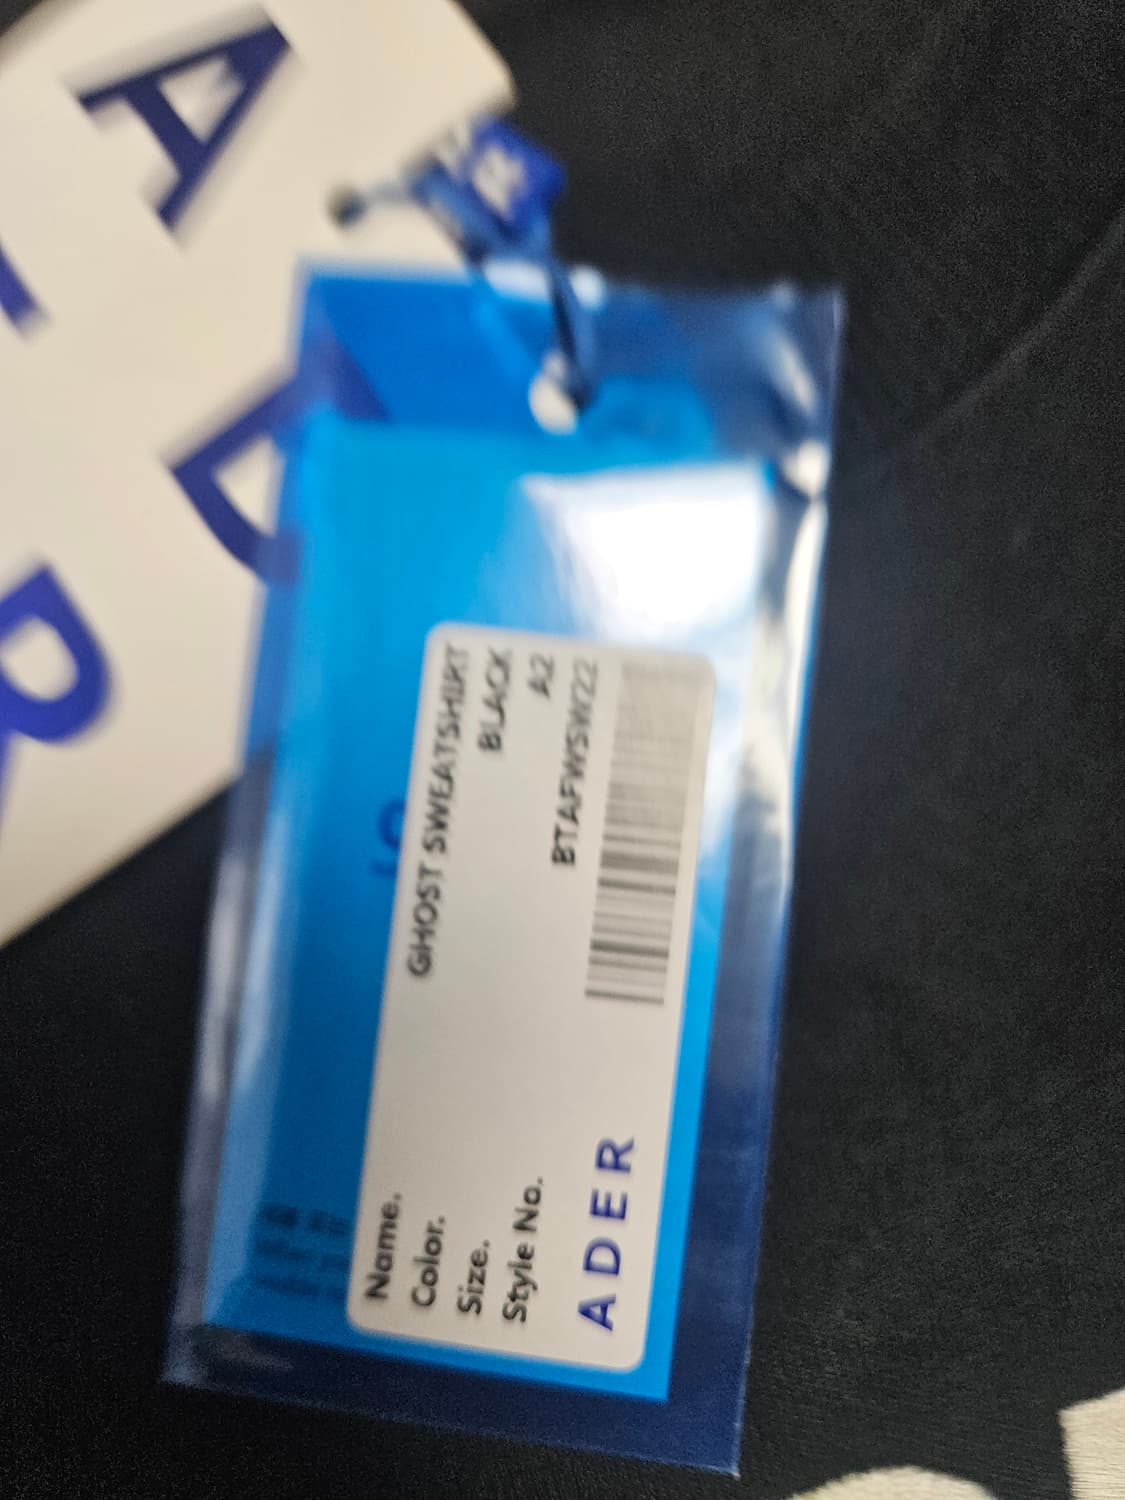 A
D
R
Name. GHOST SWEATSHIRT
Color. BLACK
Size. A2
Style No. BTAFWSW22
ADER